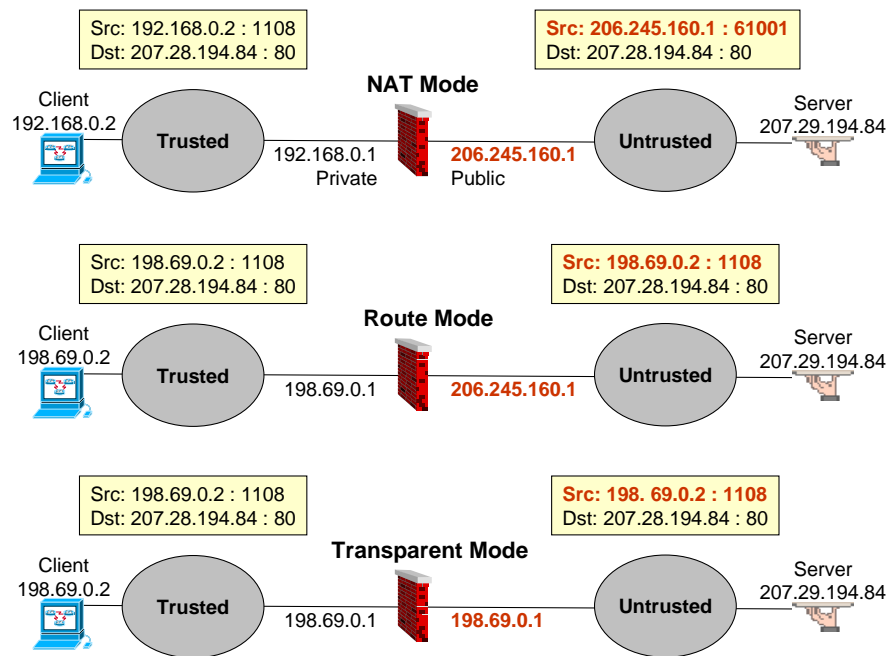 Src: 192.168.0.2 : 1108
Dst: 207.28.194.84 : 80
Src: 206.245.160.1 : 61001
Dst: 207.28.194.84 : 80
NAT Mode
Client
192.168.0.2
Trusted
192.168.0.1
Private
206.245.160.1
Public
Untrusted
Server
207.29.194.84
Src: 198.69.0.2 : 1108
Dst: 207.28.194.84 : 80
Src: 198.69.0.2 : 1108
Dst: 207.28.194.84 : 80
Route Mode
Client
198.69.0.2
Trusted
198.69.0.1
206.245.160.1
Untrusted
Server
207.29.194.84
Src: 198.69.0.2 : 1108
Dst: 207.28.194.84 : 80
Src: 198. 69.0.2 : 1108
Dst: 207.28.194.84 : 80
Transparent Mode
Client
198.69.0.2
Trusted
198.69.0.1
198.69.0.1
Untrusted
Server
207.29.194.84